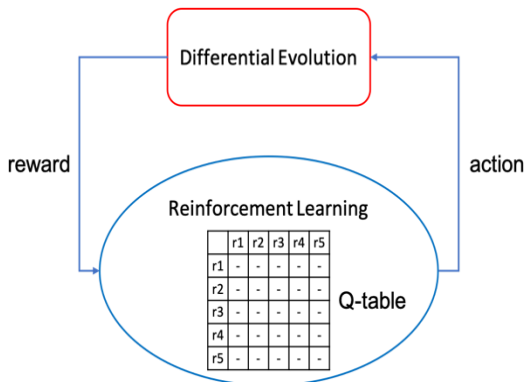 Differential Evolution
reward
action
Reinforcement Learning
r1 r2 r3 r4 r5
r1 - - - - -
r2 - - - - -
r3 - - - - -
r4 - - - - -
r5 - - - - -
Q-table